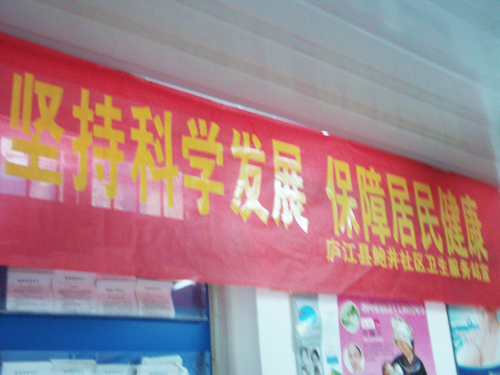 坚持科学发展 保障居民健康
庐江县鲍井社区卫生服务站宣